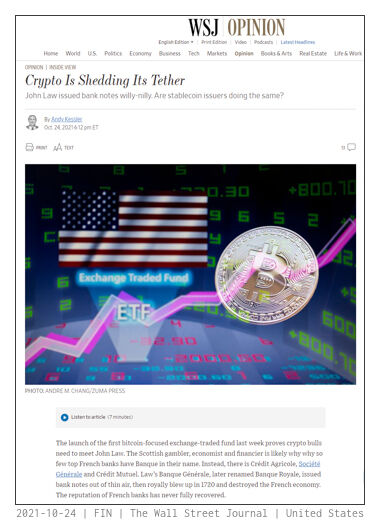 WSJ OPINION
English Edition ▾ | Print Edition | Video | Podcasts | Latest Headlines
Home World U.S. Politics Economy Business Tech Markets Opinion Books & Arts Real Estate Life & Work
OPINION | INSIDE VIEW
Crypto Is Shedding Its Tether
John Law issued bank notes willy-nilly. Are stablecoin issuers doing the same?
By Andy Kessler
Oct. 24, 2021 6:12 pm ET
PRINT AA TEXT
+800.70
Exchange Traded Fund
ETF
-32.90
-2060.55
PHOTO: ANDRE M CHANG/ZUMA PRESS
Listen to article (7 minutes)
The launch of the first bitcoin-focused exchange-traded fund last week proves crypto bulls
need to meet John Law. The Scottish gambler, economist and financier is likely why why so
few top French banks have Banque in their name. Instead, there is Crédit Agricole, Société
Générale and Crédit Mutuel. Law's Banque Générale, later renamed Banque Royale, issued
bank notes out of thin air, then royally blew up in 1720 and destroyed the French economy.
The reputation of French banks has never fully recovered.
2021-10-24 | FIN | The Wall Street Journal | United States